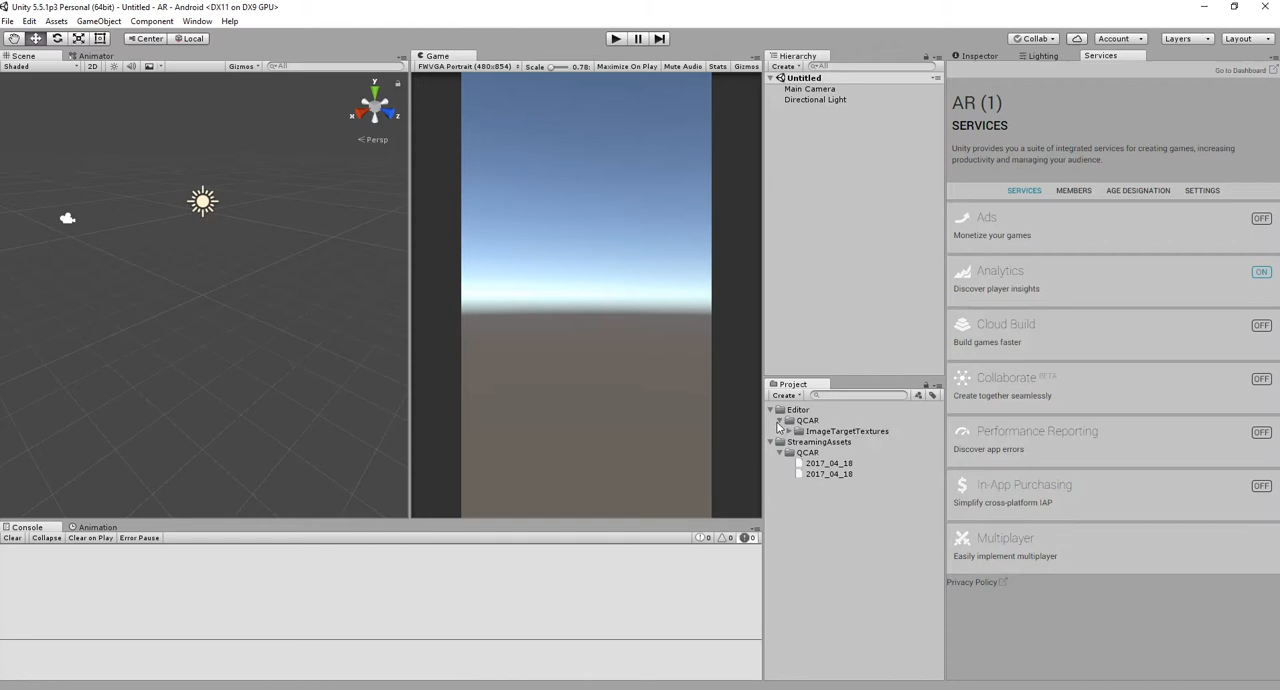 Unity 5.5.1p3 Personal (64bit) - Untitled - AR - Android <DX11 on DX9 GPU>
File Edit Assets GameObject Component Window Help
Center Local Collab Account Layers Layout
Scene Animator
Shaded 2D Gizmos All
y
x
z
Persp
Game
FWVGA Portrait (480x854) Scale 0.78: Maximize On Play Mute Audio Stats Gizmos
Hierarchy
Create All
Untitled
Main Camera
Directional Light
Project
Create
Editor
QCAR
ImageTargetTextures
StreamingAssets
QCAR
2017_04_18
2017_04_18
Console Animation
Clear Collapse Clear on Play Error Pause 0 0 0
Inspector Lighting Services
Go to Dashboard
AR (1)
SERVICES
Unity provides you a suite of integrated services for creating games, increasing
productivity and managing your audience.
SERVICES MEMBERS AGE DESIGNATION SETTINGS
Ads OFF
Monetize your games
Analytics ON
Discover player insights
Cloud Build OFF
Build games faster
Collaborate BETA OFF
Create together seamlessly
Performance Reporting OFF
Discover app errors
In-App Purchasing OFF
Simplify cross-platform IAP
Multiplayer
Easily implement multiplayer
Privacy Policy